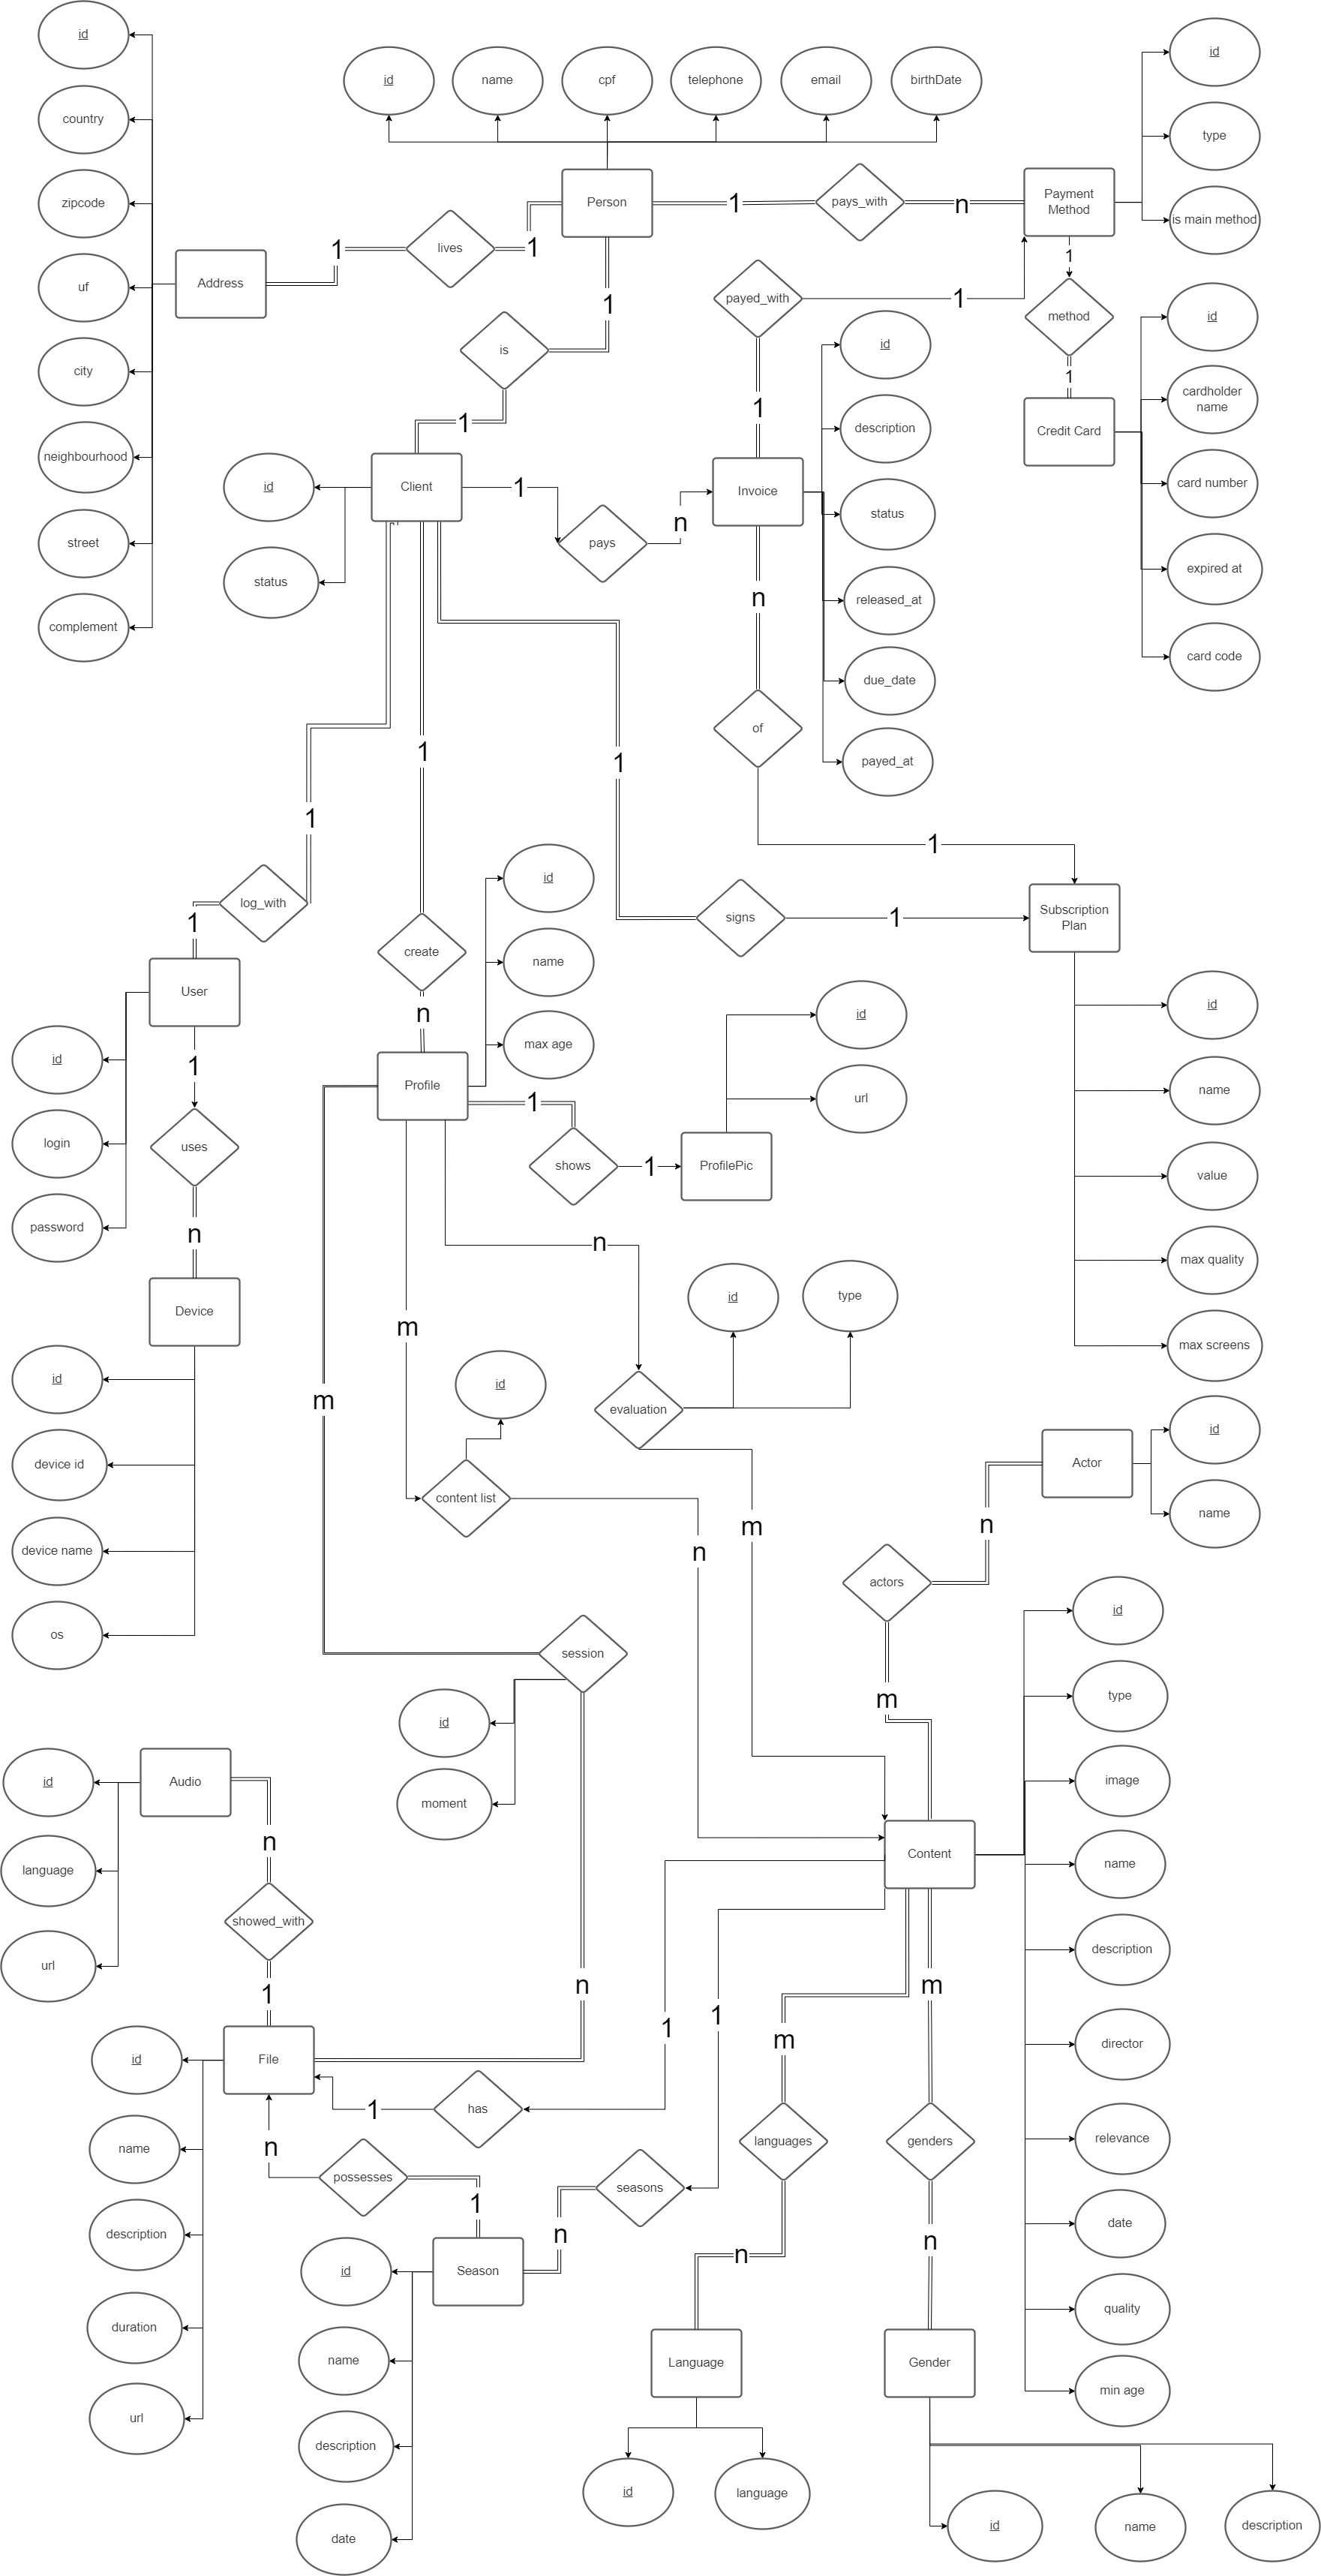 id
country
zipcode
uf
city
neighbourhood
street
complement
Address
1
lives
1
id
name
cpf
telephone
email
birthDate
Person
1
pays_with
n
Payment
Method
id
type
is main method
1
is
1
payed_with
1
1
1
method
1
Credit Card
id
cardholder
name
card number
expired at
card code
Client
id
status
1
pays
n
Invoice
id
description
status
released_at
due_date
payed_at
n
of
1
1
log_with
1
1
create
n
1
signs
1
Subscription
Plan
id
name
value
max quality
max screens
User
id
login
password
1
uses
n
Device
id
device id
device name
os
Profile
id
name
max age
1
shows
1
ProfilePic
id
url
n
evaluation
id
type
m
m
content list
id
n
m
session
id
moment
n
Actor
id
name
n
actors
m
Content
id
type
image
name
description
director
relevance
date
quality
min age
Audio
id
language
url
n
showed_with
1
File
id
name
description
duration
url
1
has
1
n
possesses
1
1
seasons
n
Season
id
name
description
date
m
languages
n
Language
id
language
m
genders
n
Gender
id
name
description